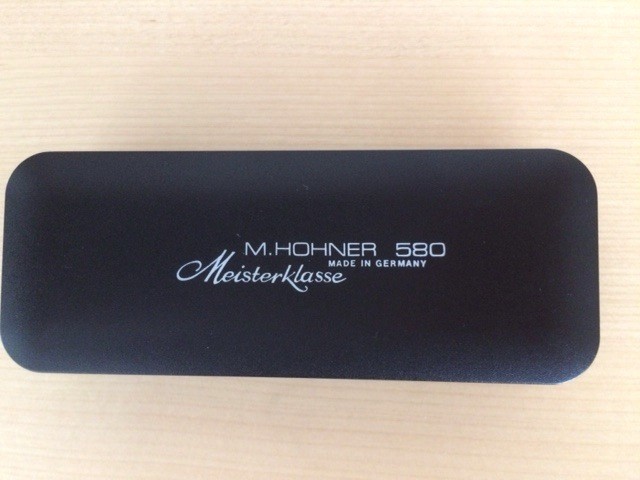 M.HOHNER 580
MADE IN GERMANY
Meisterklasse